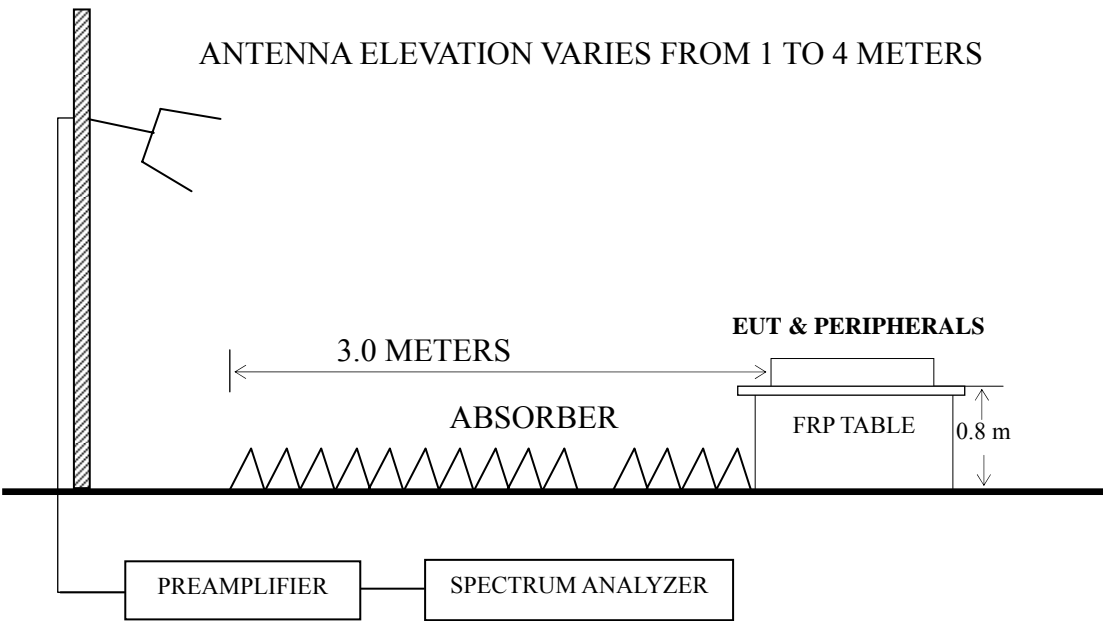 ANTENNA ELEVATION VARIES FROM 1 TO 4 METERS
EUT & PERIPHERALS
3.0 METERS
ABSORBER
FRP TABLE
0.8 m
PREAMPLIFIER
SPECTRUM ANALYZER